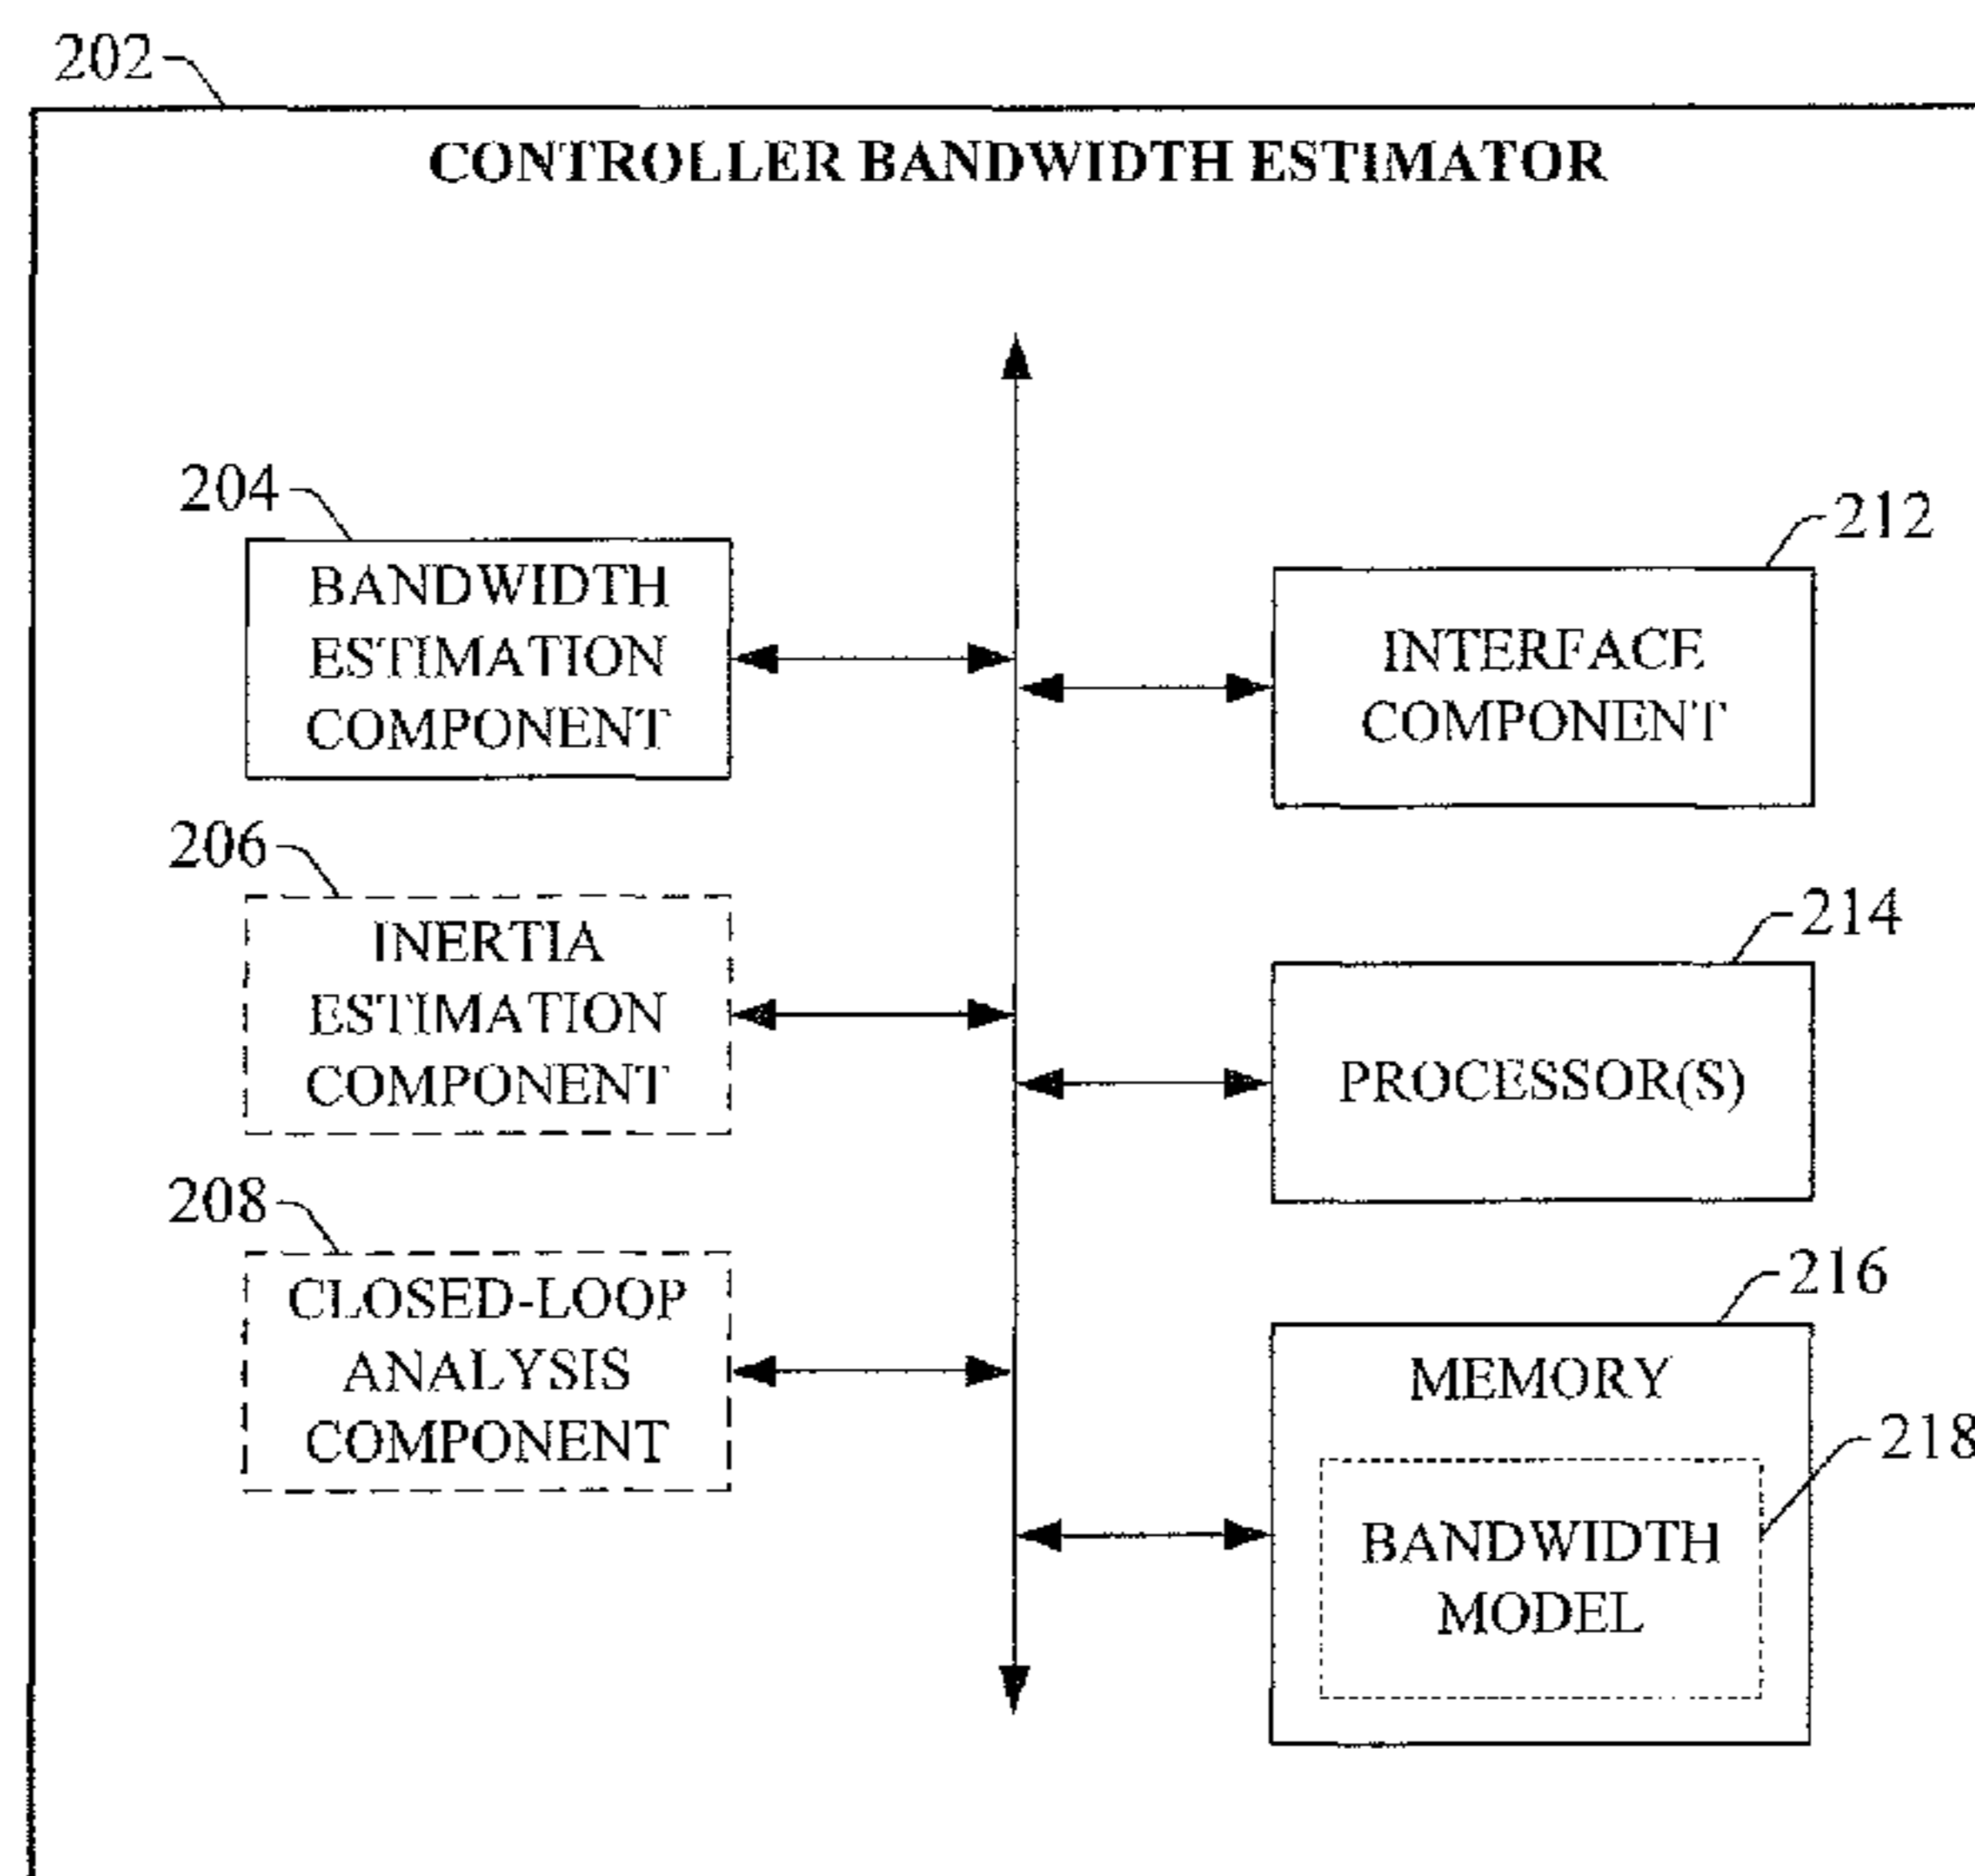 202
CONTROLLER BANDWIDTH ESTIMATOR
204
BANDWIDTH
ESTIMATION
COMPONENT
212
INTERFACE
COMPONENT
206
INERTIA
ESTIMATION
COMPONENT
214
PROCESSOR(S)
208
CLOSED-LOOP
ANALYSIS
COMPONENT
216
MEMORY
218
BANDWIDTH
MODEL